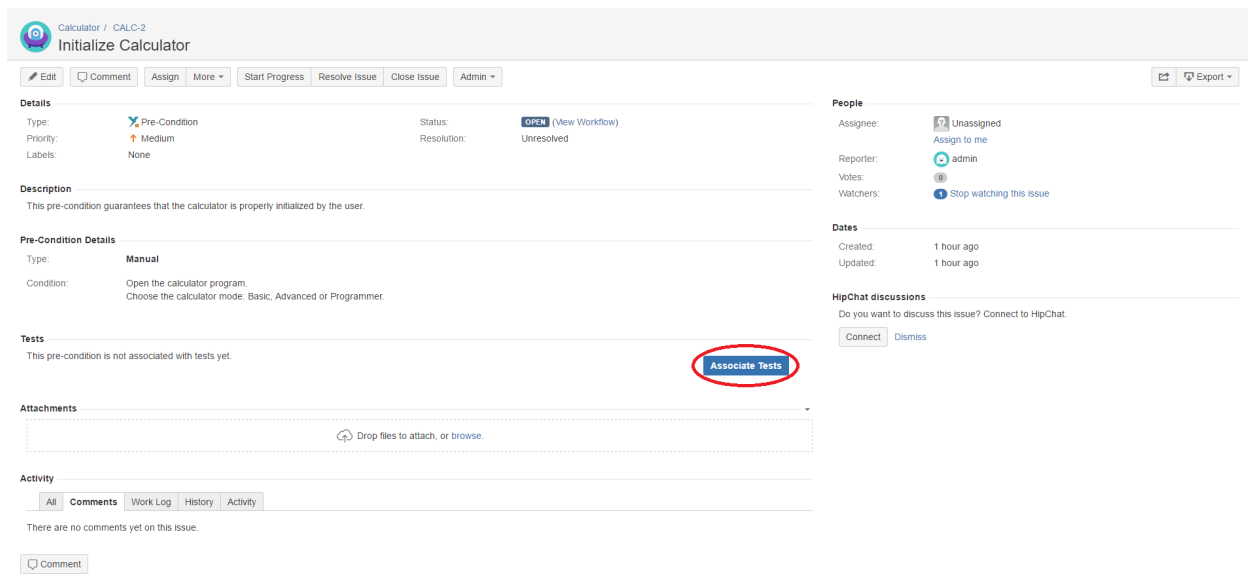 Calculator / CALC-2
Initialize Calculator
Edit Comment Assign More Start Progress Resolve Issue Close Issue Admin Export
Details
Type: Pre-Condition Status: OPEN (View Workflow)
Priority: Medium Resolution: Unresolved
Labels: None
Description
This pre-condition guarantees that the calculator is properly initialized by the user.
Pre-Condition Details
Type: Manual
Condition: Open the calculator program.
Choose the calculator mode: Basic, Advanced or Programmer.
Tests
This pre-condition is not associated with tests yet.
Associate Tests
Attachments
Drop files to attach, or browse.
Activity
All Comments Work Log History Activity
There are no comments yet on this issue.
Comment
People
Assignee: Unassigned
Assign to me
Reporter: admin
Votes: 0
Watchers: 1 Stop watching this issue
Dates
Created: 1 hour ago
Updated: 1 hour ago
HipChat discussions
Do you want to discuss this issue? Connect to HipChat.
Connect Dismiss